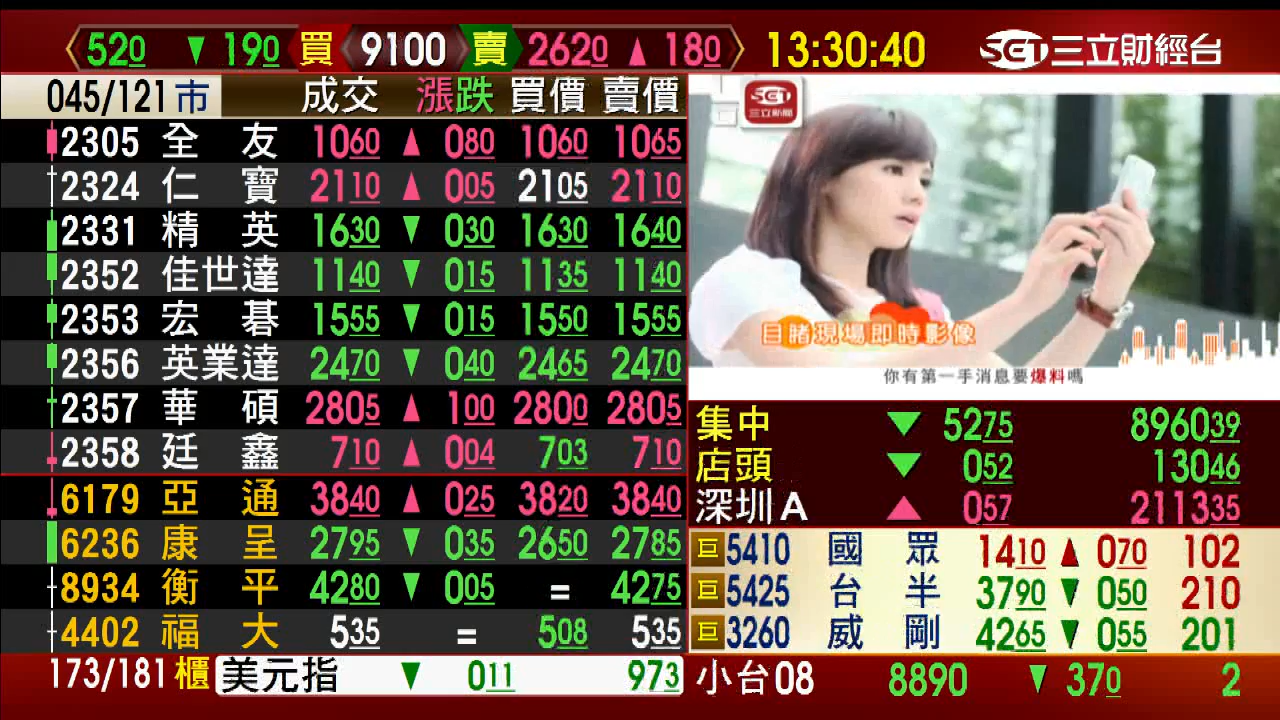 520 ▼ 190 買 9100 賣 2620 ▲ 180 13:30:40 SET三立財經台
045/121 市 成交 漲跌 買價 賣價
2305 全友 1060 ▲ 080 1060 1065
2324 仁寶 2110 ▲ 005 2105 2110
2331 精英 1630 ▼ 030 1630 1640
2352 佳世達 1140 ▼ 015 1135 1140
2353 宏碁 1555 ▼ 015 1550 1555
2356 英業達 2470 ▼ 040 2465 2470
2357 華碩 2805 ▲ 100 2800 2805
2358 廷鑫 710 ▲ 004 703 710
6179 亞通 3840 ▲ 025 3820 3840
6236 康呈 2795 ▼ 035 2650 2785
8934 衡平 4280 ▼ 005 = 4275
4402 福大 535 = 508 535
173/181 櫃 美元指 ▼ 011 973
SET
三立新聞
目睹現場即時影像
你有第一手消息要爆料嗎
集中 ▼ 5275 896039
店頭 ▼ 052 13046
深圳A ▲ 057 211335
巨 5410 國眾 1410 ▲ 070 102
巨 5425 台半 3790 ▼ 050 210
巨 3260 威剛 4265 ▼ 055 201
小台08 8890 ▼ 370 2